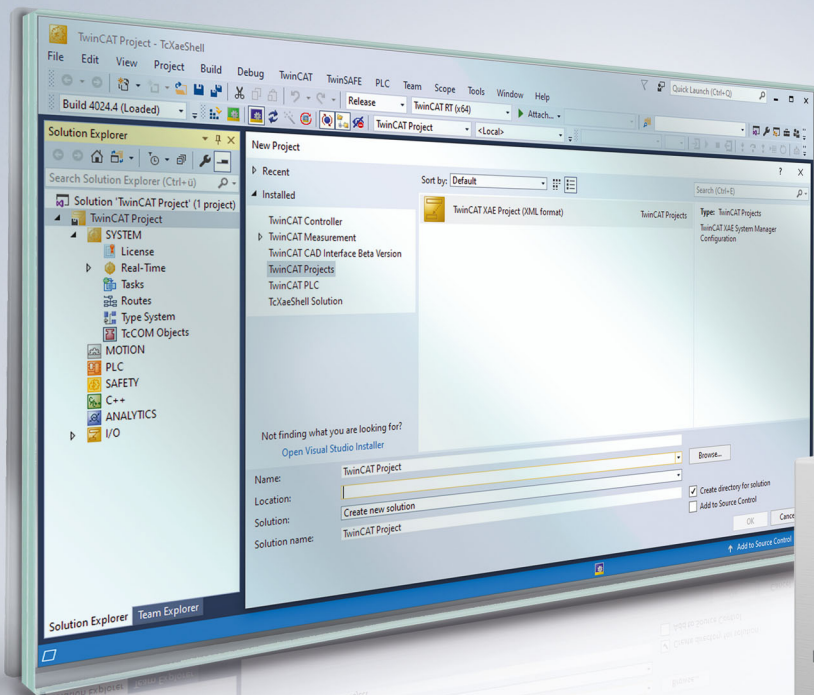 TwinCAT Project - TcXaeShell
Quick Launch (Ctrl+Q)
File Edit View Project Build Debug TwinCAT TwinSAFE PLC Team Scope Tools Window Help
Release TwinCAT RT (x64) Attach...
Build 4024.4 (Loaded) TwinCAT Project <Local>
Solution Explorer
Search Solution Explorer (Ctrl+ü)
Solution 'TwinCAT Project' (1 project)
TwinCAT Project
SYSTEM
License
Real-Time
Tasks
Routes
Type System
TcCOM Objects
MOTION
PLC
SAFETY
C++
ANALYTICS
I/O
Solution Explorer Team Explorer
New Project
? X
Recent
Installed
TwinCAT Controller
TwinCAT Measurement
TwinCAT CAD Interface Beta Version
TwinCAT Projects
TwinCAT PLC
TcXaeShell Solution
Not finding what you are looking for?
Open Visual Studio Installer
Sort by: Default
TwinCAT XAE Project (XML format) TwinCAT Projects
Search (Ctrl+E)
Type: TwinCAT Projects
TwinCAT XAE System Manager
Configuration
Name: TwinCAT Project
Location: Browse...
Solution: Create new solution
Solution name: TwinCAT Project
Create directory for solution
Add to Source Control
OK
Add to Source Control